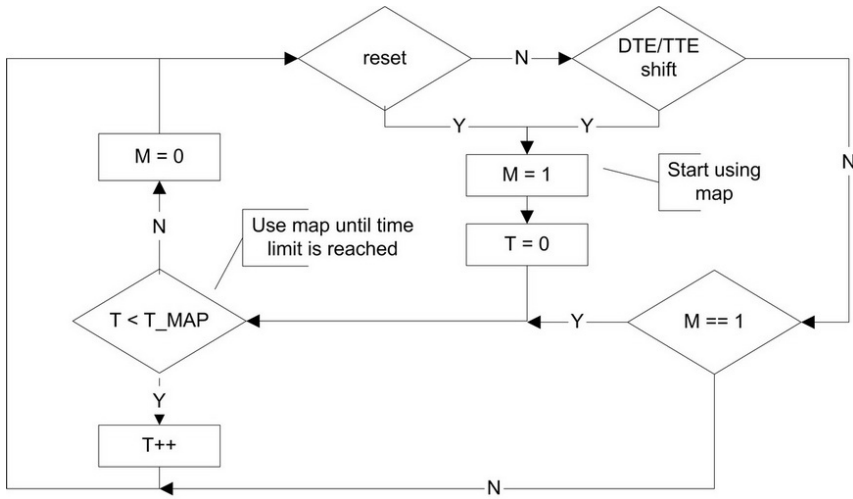 reset
N
DTE/TTE
shift
Y
Y
M = 0
M = 1
Start using
map
N
N
Use map until time
limit is reached
T = 0
T < T_MAP
Y
M == 1
Y
T++
N